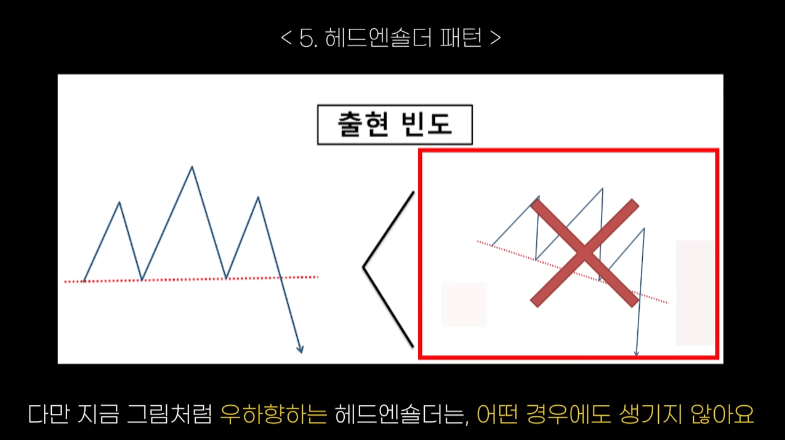 < 5. 헤드엔숄더 패턴 >
출현 빈도
다만 지금 그림처럼 우하향하는 헤드엔숄더는, 어떤 경우에도 생기지 않아요